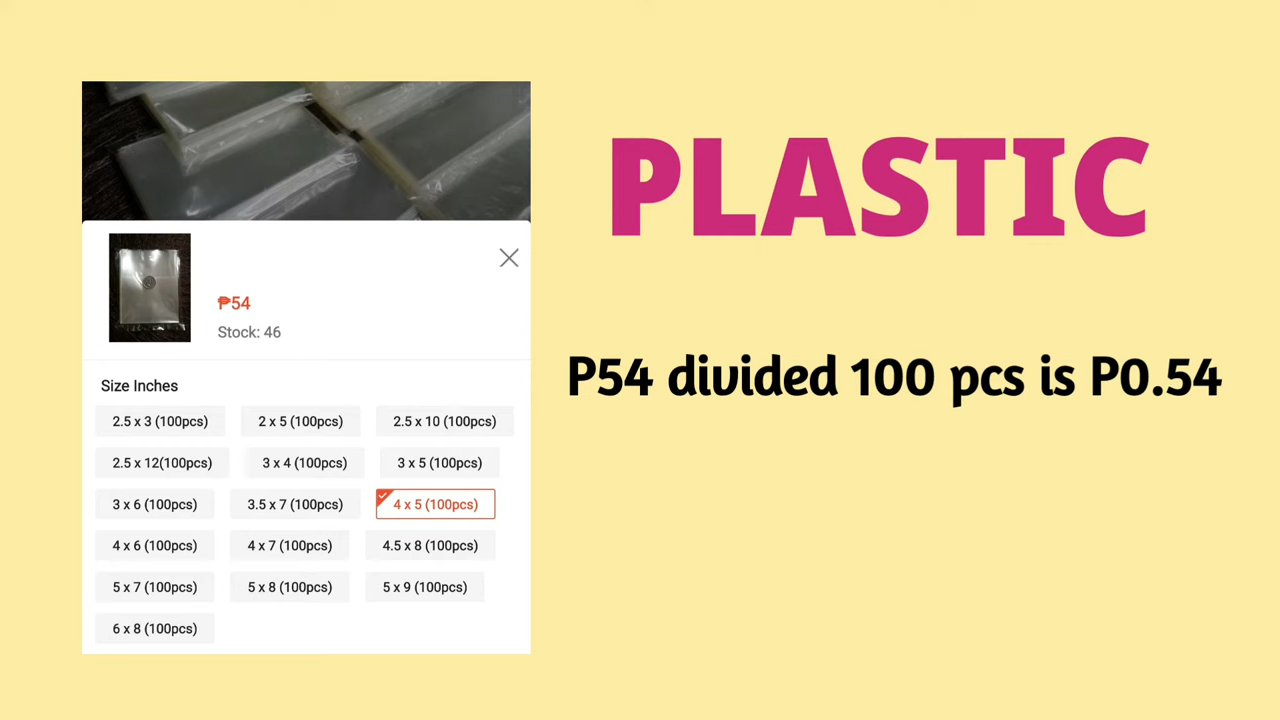 PLASTIC
₱54
Stock: 46
P54 divided 100 pcs is P0.54
Size Inches
2.5 x 3 (100pcs)
2 x 5 (100pcs)
2.5 x 10 (100pcs)
2.5 x 12(100pcs)
3 x 4 (100pcs)
3 x 5 (100pcs)
3 x 6 (100pcs)
3.5 x 7 (100pcs)
4 x 5 (100pcs)
4 x 6 (100pcs)
4 x 7 (100pcs)
4.5 x 8 (100pcs)
5 x 7 (100pcs)
5 x 8 (100pcs)
5 x 9 (100pcs)
6 x 8 (100pcs)